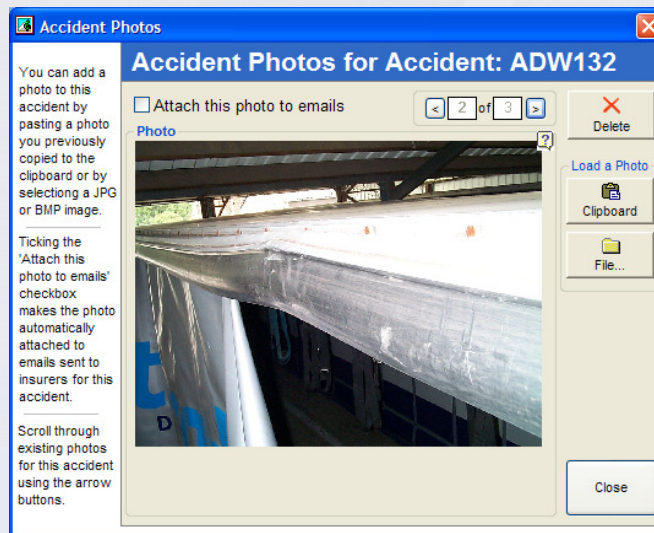 Accident Photos
Accident Photos for Accident: ADW132
You can add a
photo to this
accident by
pasting a photo
you previously
copied to the
clipboard or by
selectiong a JPG
or BMP image.
Ticking the
'Attach this
photo to emails'
checkbox
makes the photo
automatically
attached to
emails sent to
insurers for this
accident.
Scroll through
existing photos
for this accident
using the arrow
buttons.
Attach this photo to emails
< 2 of 3 >
Photo
?
Delete
Load a Photo
Clipboard
File...
Close